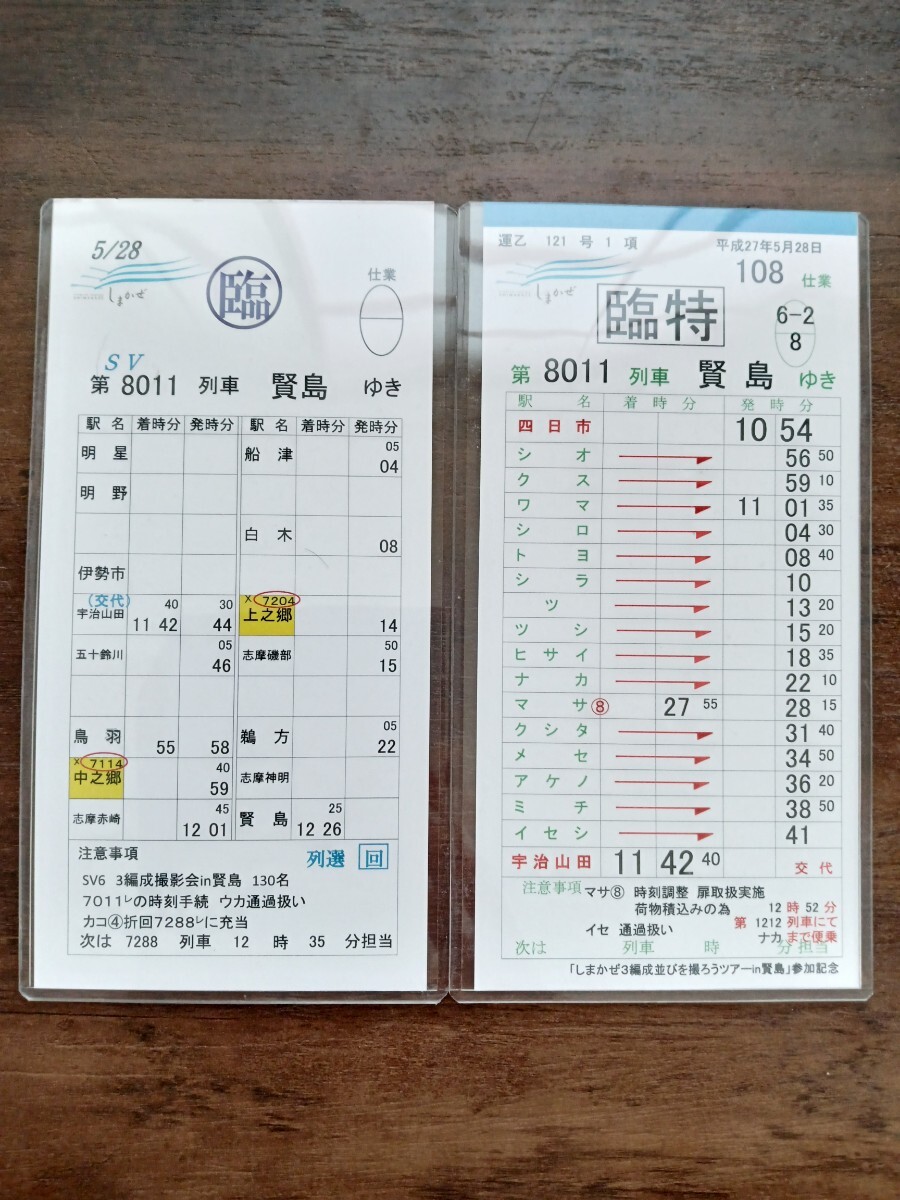 5/28
しまかぜ
臨
仕業
SV
第 8011 列車 賢島 ゆき
駅名 着時分 発時分 駅名 着時分 発時分
明星 船津 05 04
明野
白木 08
伊勢市
(交代) 宇治山田 40 11 42 30 44 × 7204 上之郷 14
五十鈴川 05 46 志摩磯部 50 15
鳥羽 55 58 鵜方 05 22
× 7114 中之郷 40 59 志摩神明
志摩赤崎 45 12 01 賢島 25 12 26
注意事項 列選 回
SV6 3編成撮影会in賢島 130名
7011レの時刻手続 ウカ通過扱い
カコ④折回7288レに充当
次は 7288 列車 12 時 35 分担当
運乙 121 号 1 項 平成27年5月28日
しまかぜ
108 仕業
臨特
6-2
8
第 8011 列車 賢島 ゆき
駅名 着時分 発時分
四日市 10 54
シオ 56 50
クス 59 10
ワマ 11 01 35
シロ 04 30
トヨ 08 40
シラ 10
ツ 13 20
ツシ 15 20
ヒサイ 18 35
ナカ 22 10
マサ⑧ 27 55 28 15
クシタ 31 40
メセ 34 50
アケノ 36 20
ミチ 38 50
イセシ 41
宇治山田 11 42 40 交代
注意事項 マサ⑧ 時刻調整 扉取扱実施
荷物積込みの為 12 時 52 分
イセ 通過扱い 第 1212 列車にて
ナカ まで便乗
次は 列車 時 分担当
「しまかぜ3編成並びを撮ろうツアーin賢島」参加記念